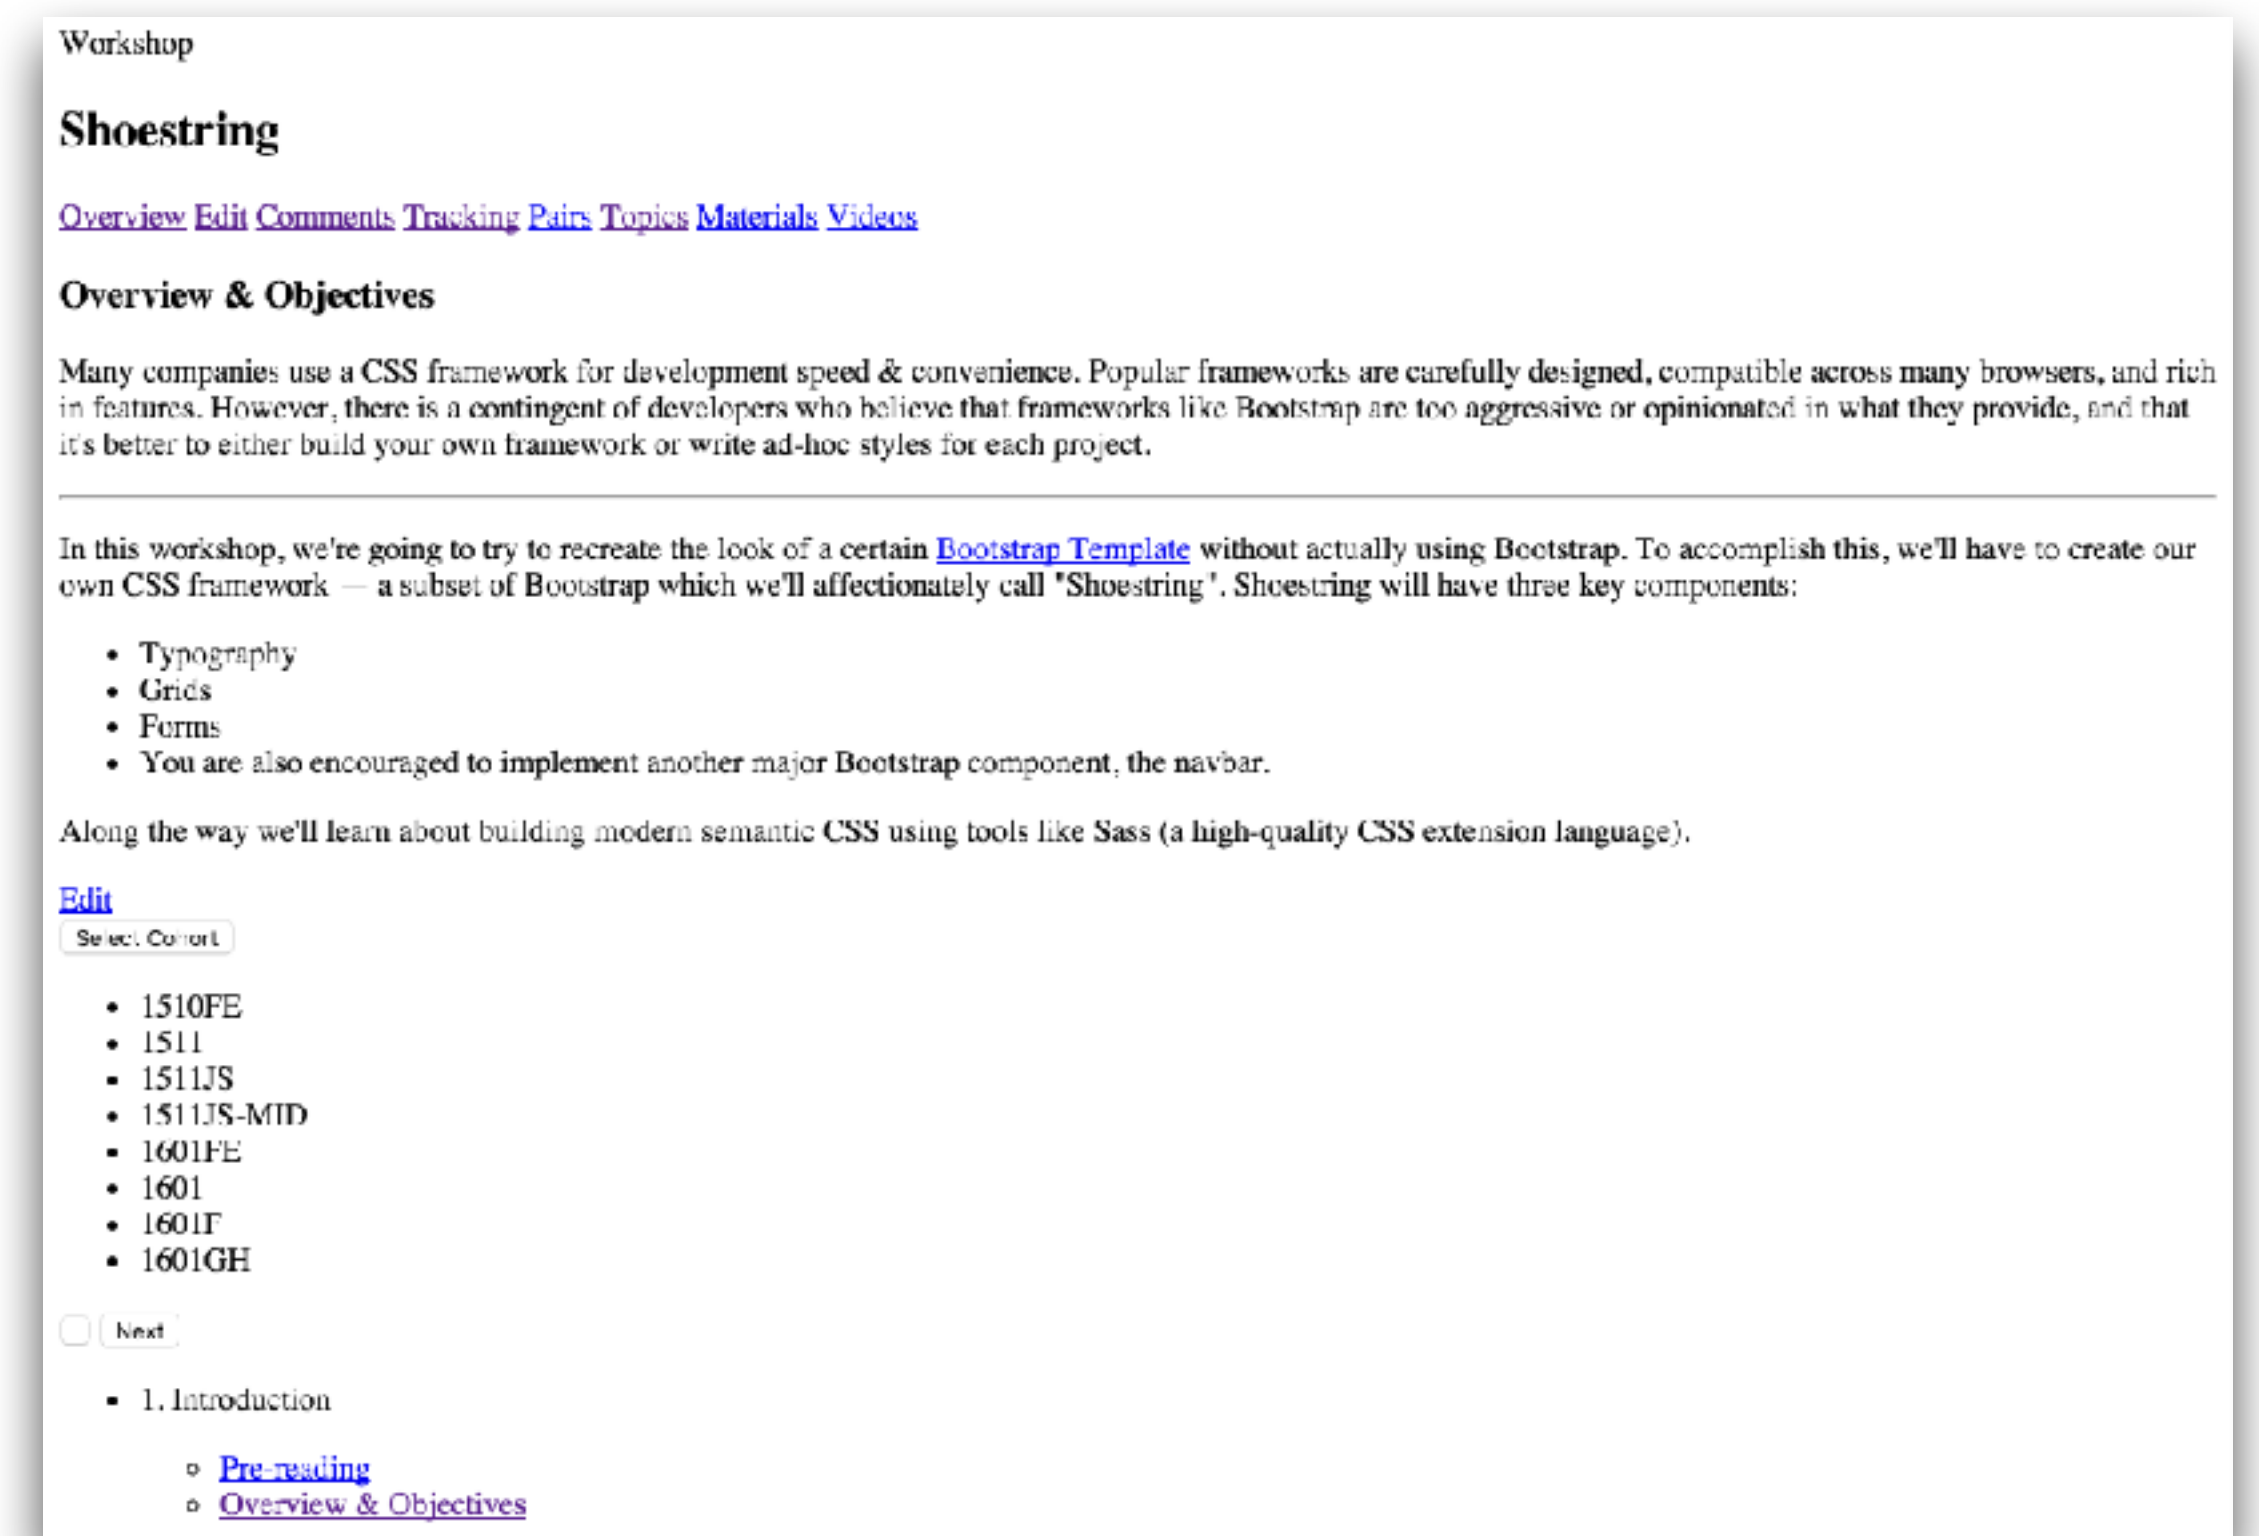 Workshop
Shoestring
Overview Edit Comments Tracking Pairs Topics Materials Videos
Overview & Objectives
Many companies use a CSS framework for development speed & convenience. Popular frameworks are carefully designed, compatible across many browsers, and rich
in features. However, there is a contingent of developers who believe that frameworks like Bootstrap are too aggressive or opinionated in what they provide, and that
it's better to either build your own framework or write ad-hoc styles for each project.
In this workshop, we're going to try to recreate the look of a certain Bootstrap Template without actually using Bootstrap. To accomplish this, we'll have to create our
own CSS framework — a subset of Bootstrap which we'll affectionately call "Shoestring". Shoestring will have three key components:
• Typography
• Grids
• Forms
• You are also encouraged to implement another major Bootstrap component, the navbar.
Along the way we'll learn about building modern semantic CSS using tools like Sass (a high-quality CSS extension language).
Edit
Select Cohort
• 1510FE
• 1511
• 1511JS
• 1511JS-MID
• 1601FE
• 1601
• 1601F
• 1601GH
Next
• 1. Introduction
◦ Pre-reading
◦ Overview & Objectives